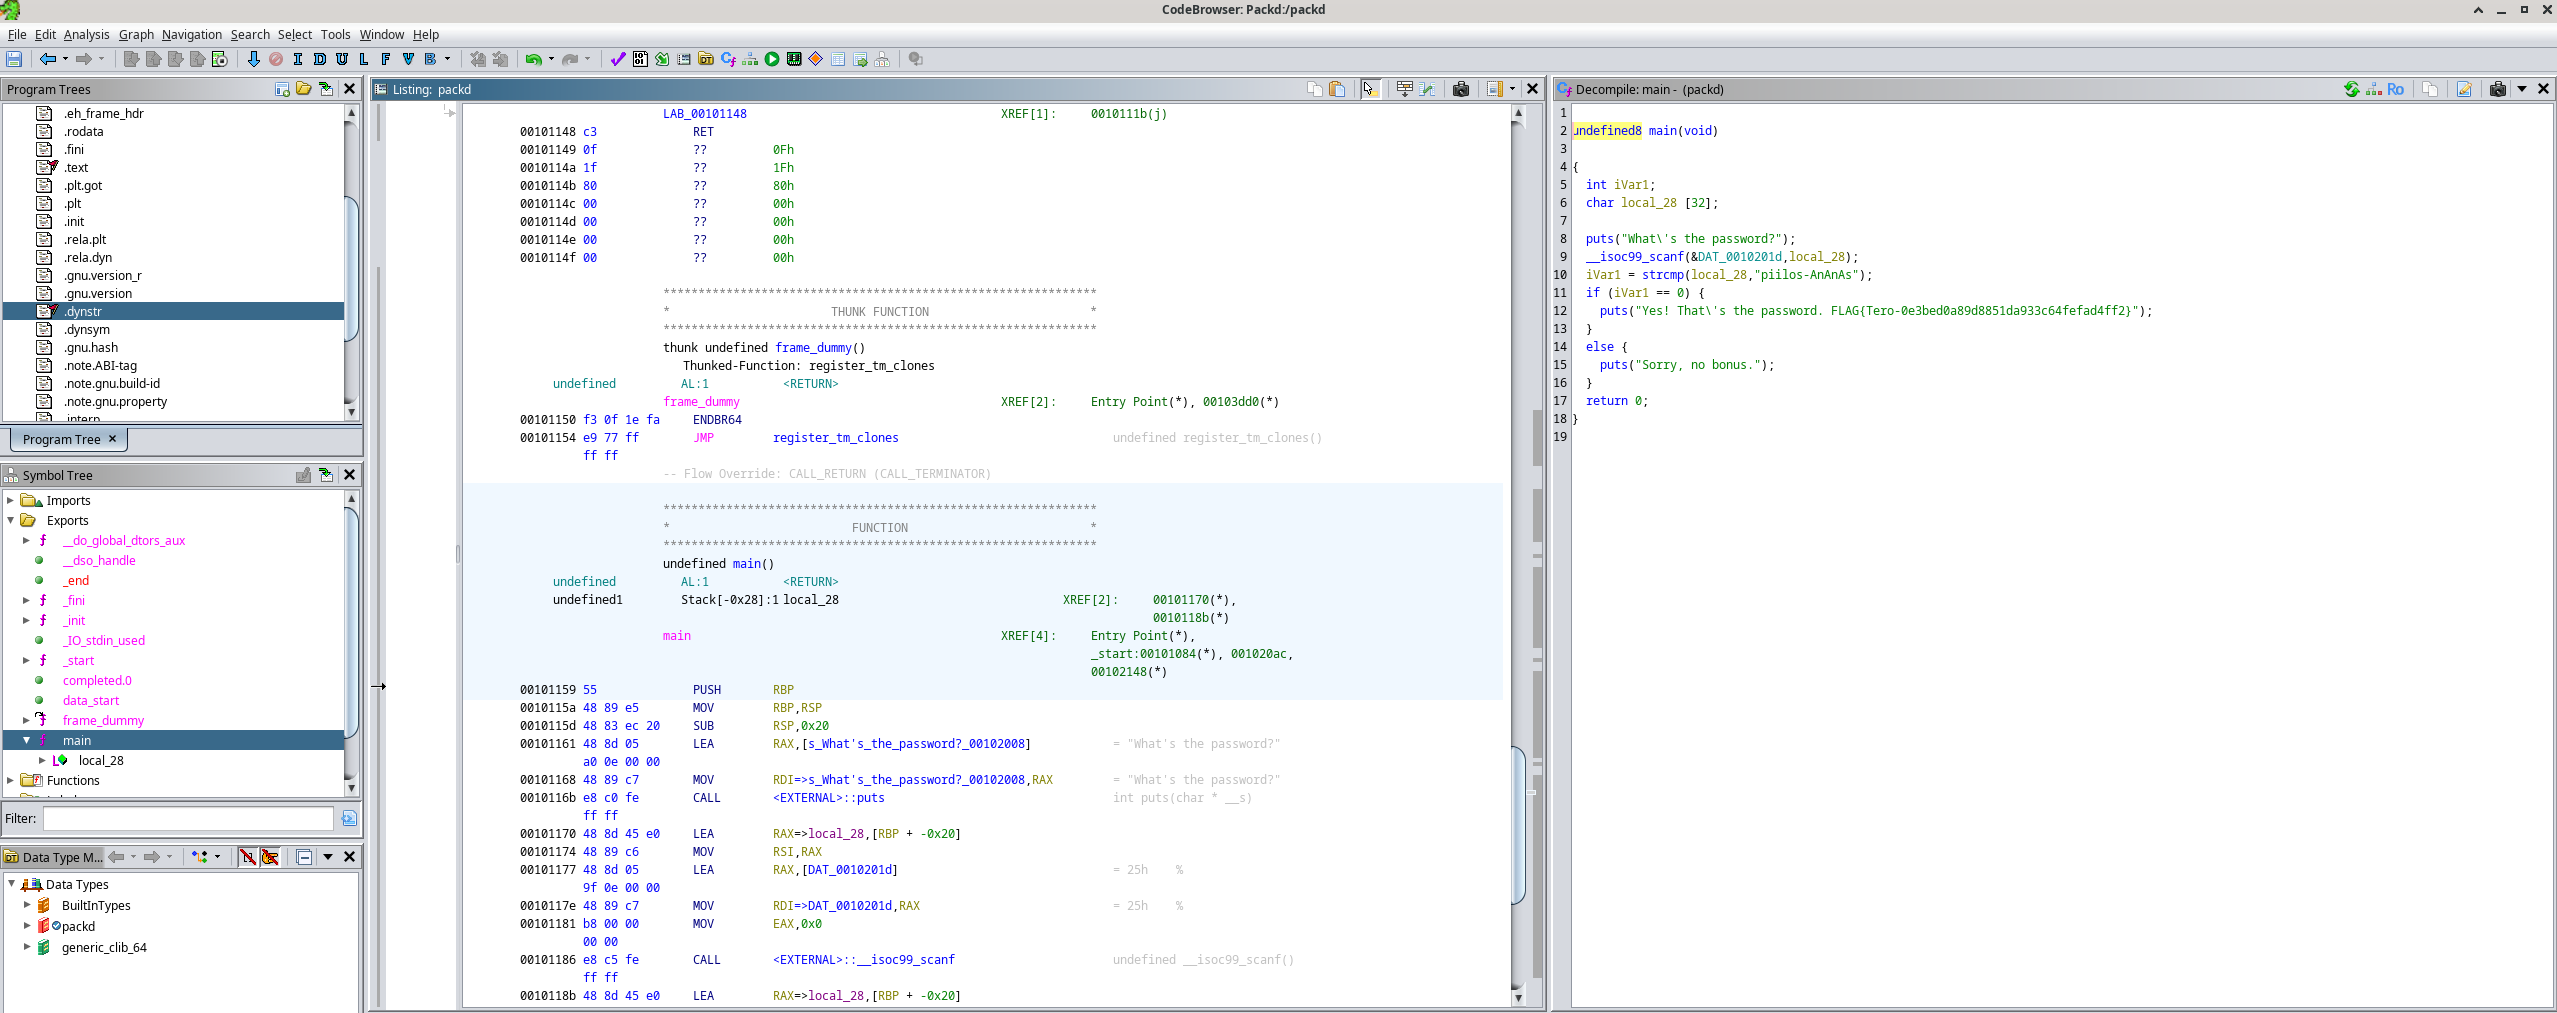 CodeBrowser: Packd:/packd
File Edit Analysis Graph Navigation Search Select Tools Window Help
I D U L F V B
Program Trees
.eh_frame_hdr
.rodata
.fini
.text
.plt.got
.plt
.init
.rela.plt
.rela.dyn
.gnu.version_r
.gnu.version
.dynstr
.dynsym
.gnu.hash
.note.ABI-tag
.note.gnu.build-id
.note.gnu.property
.intern
Program Tree
Symbol Tree
Imports
Exports
__do_global_dtors_aux
__dso_handle
_end
_fini
_init
_IO_stdin_used
_start
completed.0
data_start
frame_dummy
main
local_28
Functions
Filter:
Data Type M...
Data Types
BuiltInTypes
packd
generic_clib_64
Listing: packd
LAB_00101148 XREF[1]: 0010111b(j)
00101148 c3 RET
00101149 0f ?? 0Fh
0010114a 1f ?? 1Fh
0010114b 80 ?? 80h
0010114c 00 ?? 00h
0010114d 00 ?? 00h
0010114e 00 ?? 00h
0010114f 00 ?? 00h
**************************************************************
* THUNK FUNCTION *
**************************************************************
thunk undefined frame_dummy()
Thunked-Function: register_tm_clones
undefined AL:1 <RETURN>
frame_dummy XREF[2]: Entry Point(*), 00103dd0(*)
00101150 f3 0f 1e fa ENDBR64
00101154 e9 77 ff JMP register_tm_clones undefined register_tm_clones()
ff ff
-- Flow Override: CALL_RETURN (CALL_TERMINATOR)
**************************************************************
* FUNCTION *
**************************************************************
undefined main()
undefined AL:1 <RETURN>
undefined1 Stack[-0x28]:1 local_28 XREF[2]: 00101170(*),
0010118b(*)
main XREF[4]: Entry Point(*),
_start:00101084(*), 001020ac,
00102148(*)
00101159 55 PUSH RBP
0010115a 48 89 e5 MOV RBP,RSP
0010115d 48 83 ec 20 SUB RSP,0x20
00101161 48 8d 05 LEA RAX,[s_What's_the_password?_00102008] = "What's the password?"
a0 0e 00 00
00101168 48 89 c7 MOV RDI=>s_What's_the_password?_00102008,RAX = "What's the password?"
0010116b e8 c0 fe CALL <EXTERNAL>::puts int puts(char * __s)
ff ff
00101170 48 8d 45 e0 LEA RAX=>local_28,[RBP + -0x20]
00101174 48 89 c6 MOV RSI,RAX
00101177 48 8d 05 LEA RAX,[DAT_0010201d] = 25h %
9f 0e 00 00
0010117e 48 89 c7 MOV RDI=>DAT_0010201d,RAX = 25h %
00101181 b8 00 00 MOV EAX,0x0
00 00
00101186 e8 c5 fe CALL <EXTERNAL>::__isoc99_scanf undefined __isoc99_scanf()
ff ff
0010118b 48 8d 45 e0 LEA RAX=>local_28,[RBP + -0x20]
Decompile: main - (packd)
Ro
1
2 undefined8 main(void)
3
4 {
5 int iVar1;
6 char local_28 [32];
7
8 puts("What\'s the password?");
9 __isoc99_scanf(&DAT_0010201d,local_28);
10 iVar1 = strcmp(local_28,"piilos-AnAnAs");
11 if (iVar1 == 0) {
12 puts("Yes! That\'s the password. FLAG{Tero-0e3bed0a89d8851da933c64fefad4ff2}");
13 }
14 else {
15 puts("Sorry, no bonus.");
16 }
17 return 0;
18 }
19